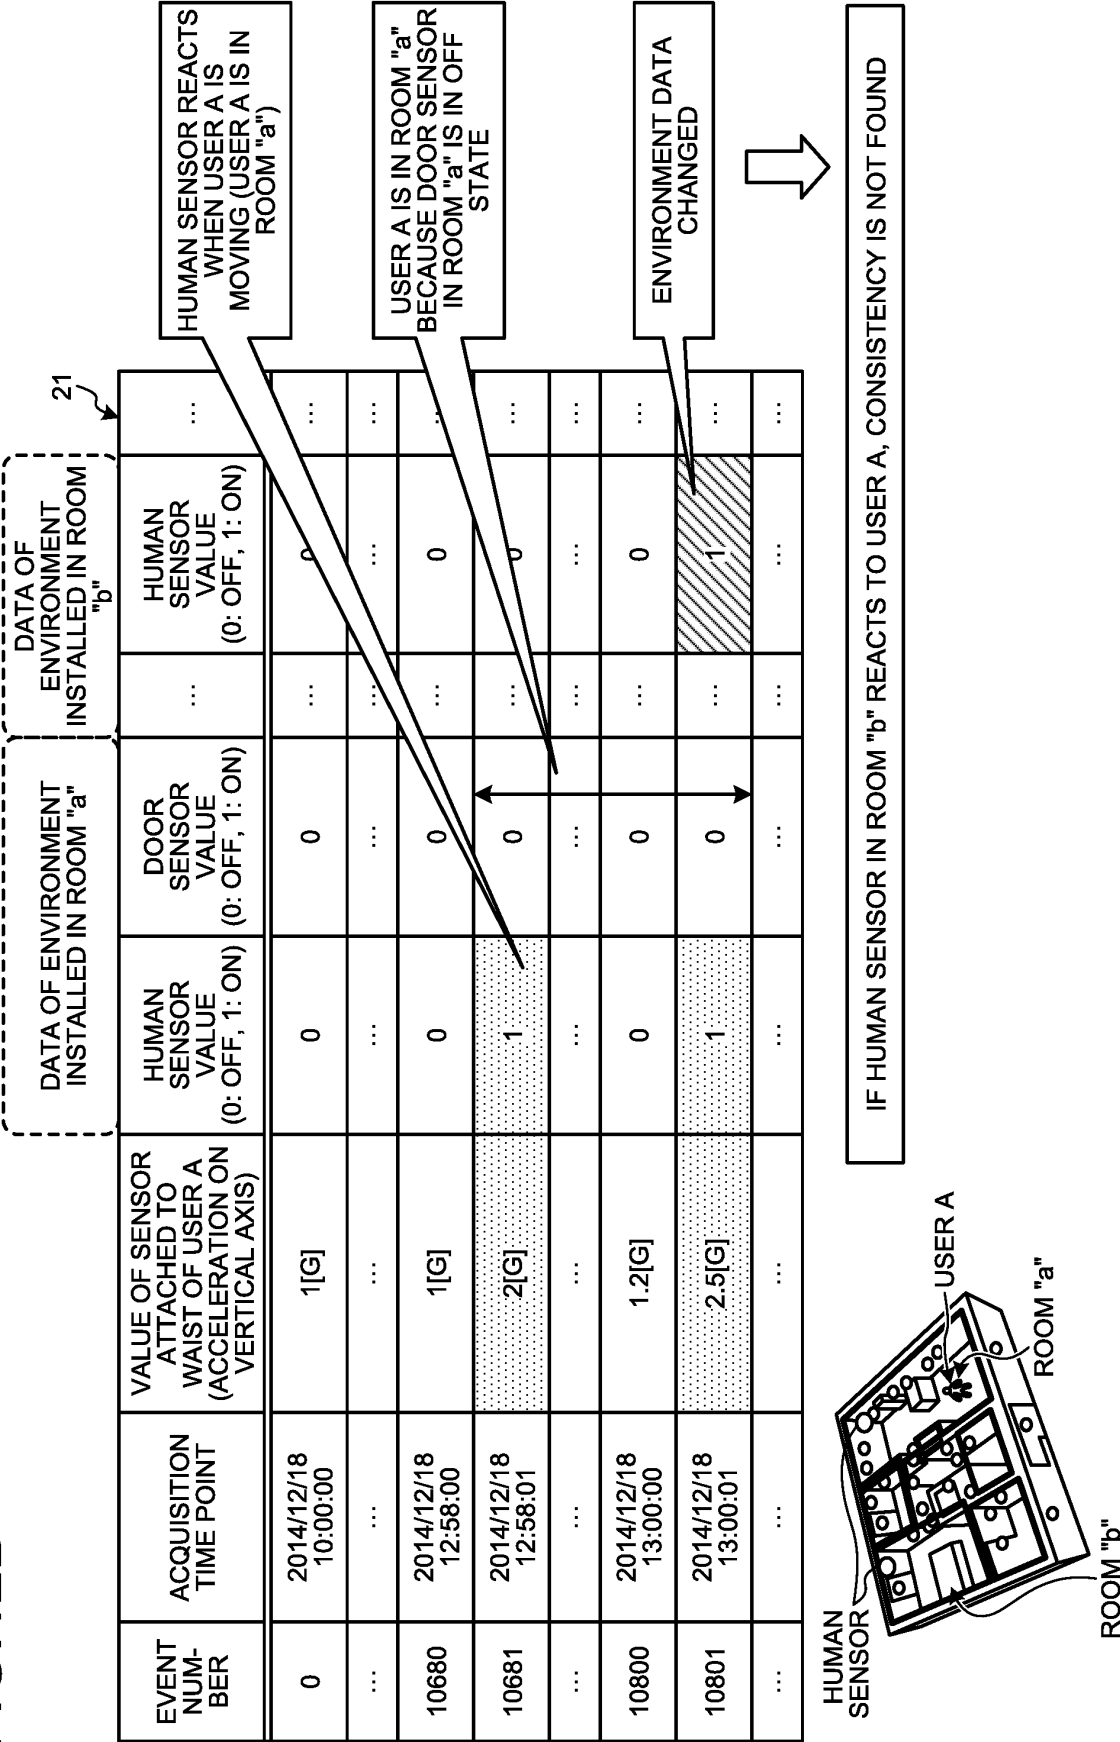 21
DATA OF ENVIRONMENT
INSTALLED IN ROOM "a"
DATA OF
ENVIRONMENT
INSTALLED IN ROOM
"b"
EVENT
NUM-
BER
ACQUISITION
TIME POINT
VALUE OF SENSOR
ATTACHED TO
WAIST OF USER A
(ACCELERATION ON
VERTICAL AXIS)
HUMAN
SENSOR
VALUE
(0: OFF, 1: ON)
DOOR
SENSOR
VALUE
(0: OFF, 1: ON)
...
HUMAN
SENSOR
VALUE
(0: OFF, 1: ON)
...
0 2014/12/18 10:00:00 1[G] 0 0 ... 0 ...
... ... ... ... ... ... ... ...
10680 2014/12/18 12:58:00 1[G] 0 0 ... 0 ...
10681 2014/12/18 12:58:01 2[G] 1 0 ... 0 ...
... ... ... ... ... ... ... ...
10800 2014/12/18 13:00:00 1.2[G] 0 0 ... 0 ...
10801 2014/12/18 13:00:01 2.5[G] 1 0 ... 1 ...
... ... ... ... ... ... ... ...
HUMAN SENSOR REACTS
WHEN USER A IS
MOVING (USER A IS IN
ROOM "a")
USER A IS IN ROOM "a"
BECAUSE DOOR SENSOR
IN ROOM "a" IS IN OFF
STATE
ENVIRONMENT DATA
CHANGED
HUMAN
SENSOR
USER A
ROOM "a"
ROOM "b"
IF HUMAN SENSOR IN ROOM "b" REACTS TO USER A, CONSISTENCY IS NOT FOUND